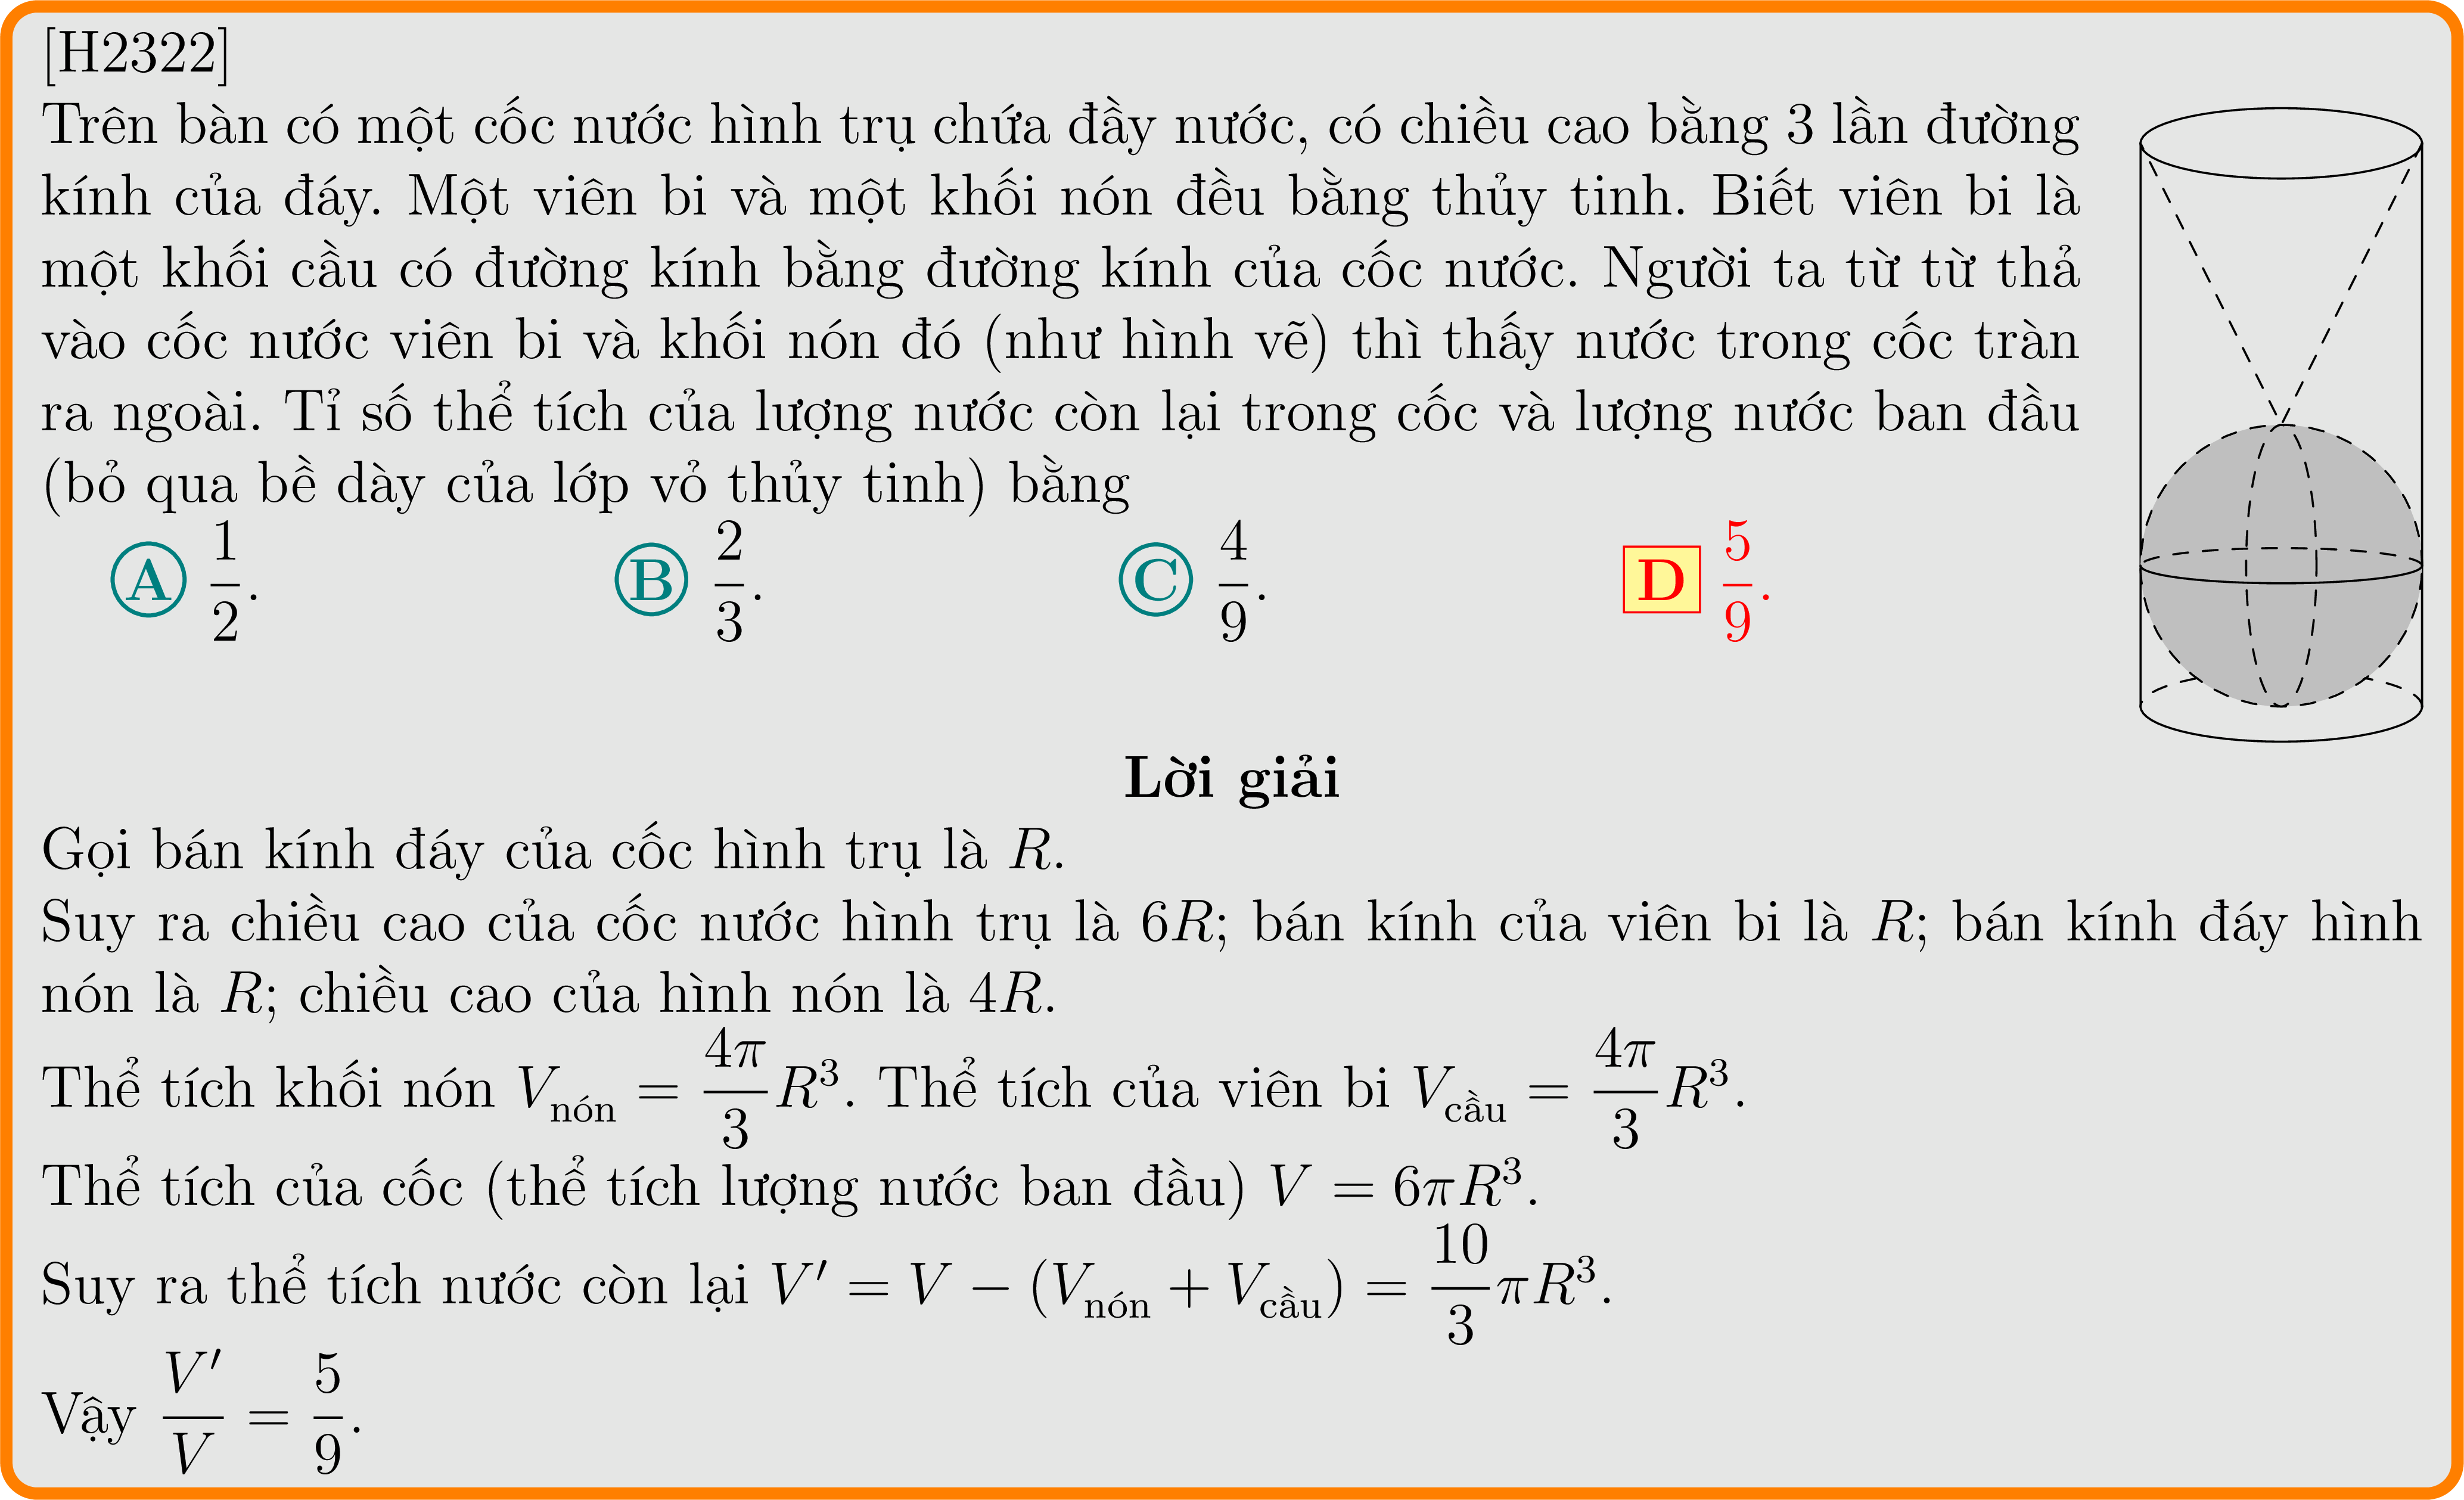 [H2322]
Trên bàn có một cốc nước hình trụ chứa đầy nước, có chiều cao bằng 3 lần đường
kính của đáy. Một viên bi và một khối nón đều bằng thủy tinh. Biết viên bi là
một khối cầu có đường kính bằng đường kính của cốc nước. Người ta từ từ thả
vào cốc nước viên bi và khối nón đó (như hình vẽ) thì thấy nước trong cốc tràn
ra ngoài. Tỉ số thể tích của lượng nước còn lại trong cốc và lượng nước ban đầu
(bỏ qua bề dày của lớp vỏ thủy tinh) bằng
A $\frac{1}{2}$. B $\frac{2}{3}$. C $\frac{4}{9}$. D $\frac{5}{9}$.
Lời giải
Gọi bán kính đáy của cốc hình trụ là $R$.
Suy ra chiều cao của cốc nước hình trụ là $6R$; bán kính của viên bi là $R$; bán kính đáy hình
nón là $R$; chiều cao của hình nón là $4R$.
Thể tích khối nón $V_{\text{nón}} = \frac{4\pi}{3}R^3$. Thể tích của viên bi $V_{\text{cầu}} = \frac{4\pi}{3}R^3$.
Thể tích của cốc (thể tích lượng nước ban đầu) $V = 6\pi R^3$.
Suy ra thể tích nước còn lại $V' = V - (V_{\text{nón}} + V_{\text{cầu}}) = \frac{10}{3}\pi R^3$.
Vậy $\frac{V'}{V} = \frac{5}{9}$.